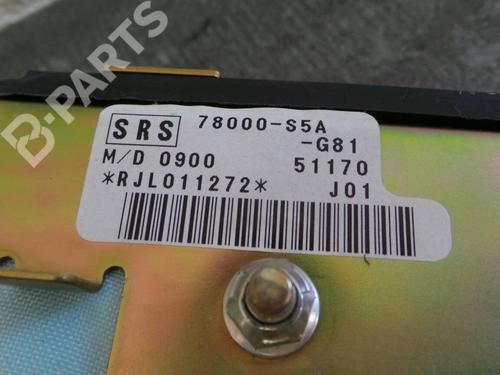 B-PARTS
SRS 78000-S5A
-G81
M/D 0900 51170
*RJL011272* J01